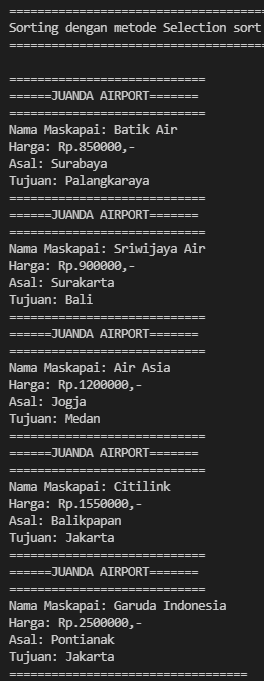 =====================================
Sorting dengan metode Selection sort
=====================================

============================
======JUANDA AIRPORT=======
============================
Nama Maskapai: Batik Air
Harga: Rp.850000,-
Asal: Surabaya
Tujuan: Palangkaraya
============================
======JUANDA AIRPORT=======
============================
Nama Maskapai: Sriwijaya Air
Harga: Rp.900000,-
Asal: Surakarta
Tujuan: Bali
============================
======JUANDA AIRPORT=======
============================
Nama Maskapai: Air Asia
Harga: Rp.1200000,-
Asal: Jogja
Tujuan: Medan
============================
======JUANDA AIRPORT=======
============================
Nama Maskapai: Citilink
Harga: Rp.1550000,-
Asal: Balikpapan
Tujuan: Jakarta
============================
======JUANDA AIRPORT=======
============================
Nama Maskapai: Garuda Indonesia
Harga: Rp.2500000,-
Asal: Pontianak
Tujuan: Jakarta
==================================